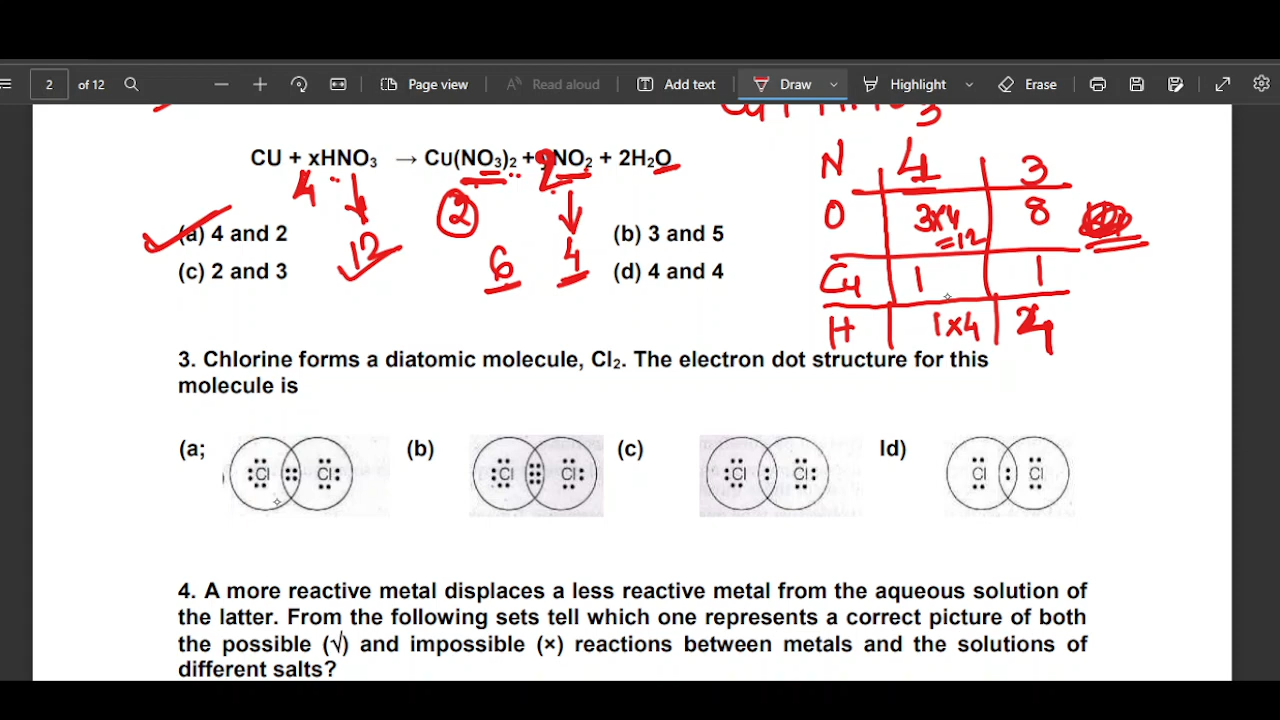 2 of 12 Page view Read aloud Add text Draw Highlight Erase
CU + xHNO₃ → Cu(NO₃)₂ + NO₂ + 2H₂O
4 2
2
(a) 4 and 2 (b) 3 and 5
12
(c) 2 and 3 (d) 4 and 4
6 4
N 4 3
O 3x4 8
=12
Cu 1 1
H 1x4 4
3. Chlorine forms a diatomic molecule, Cl₂. The electron dot structure for this
molecule is
(a; (b) (c) ld)
Cl Cl Cl Cl Cl Cl Cl Cl
4. A more reactive metal displaces a less reactive metal from the aqueous solution of
the latter. From the following sets tell which one represents a correct picture of both
the possible (√) and impossible (×) reactions between metals and the solutions of
different salts?